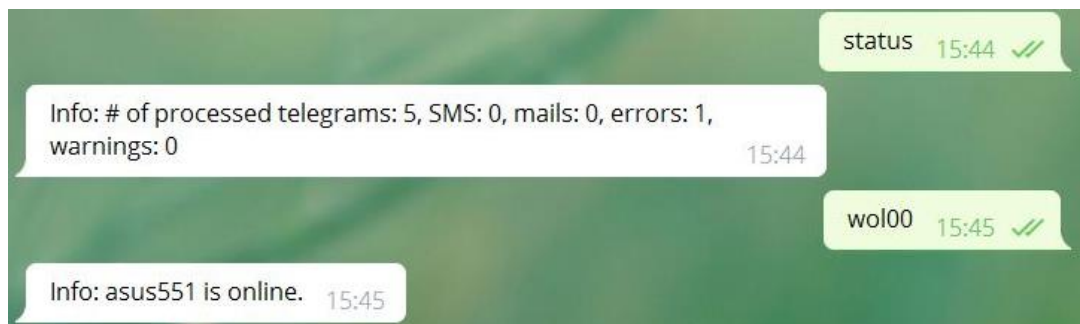 status 15:44
Info: # of processed telegrams: 5, SMS: 0, mails: 0, errors: 1,
warnings: 0 15:44
wol00 15:45
Info: asus551 is online. 15:45